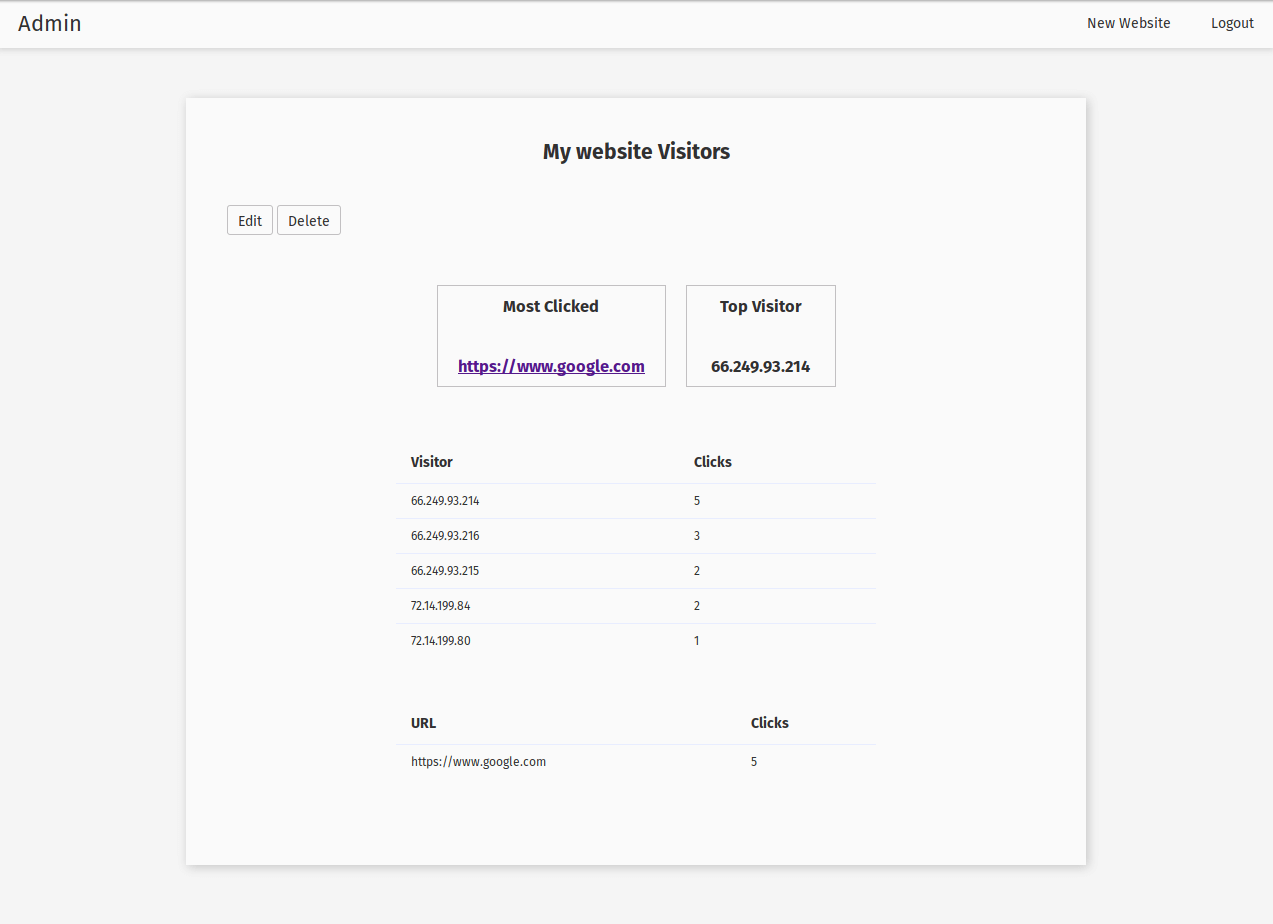 Admin New Website Logout
My website Visitors
Edit Delete
Most Clicked Top Visitor
https://www.google.com 66.249.93.214
Visitor Clicks
66.249.93.214 5
66.249.93.216 3
66.249.93.215 2
72.14.199.84 2
72.14.199.80 1
URL Clicks
https://www.google.com 5